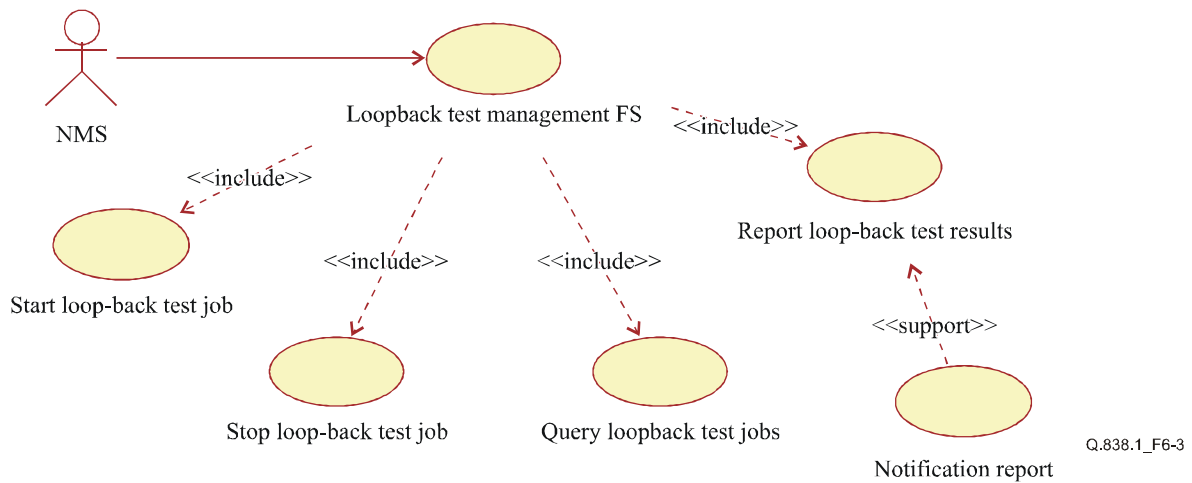 NMS
Loopback test management FS
<<include>>
<<include>>
Report loop-back test results
<<include>>
<<include>>
Start loop-back test job
<<support>>
Stop loop-back test job
Query loopback test jobs
Notification report
Q.838.1_F6-3